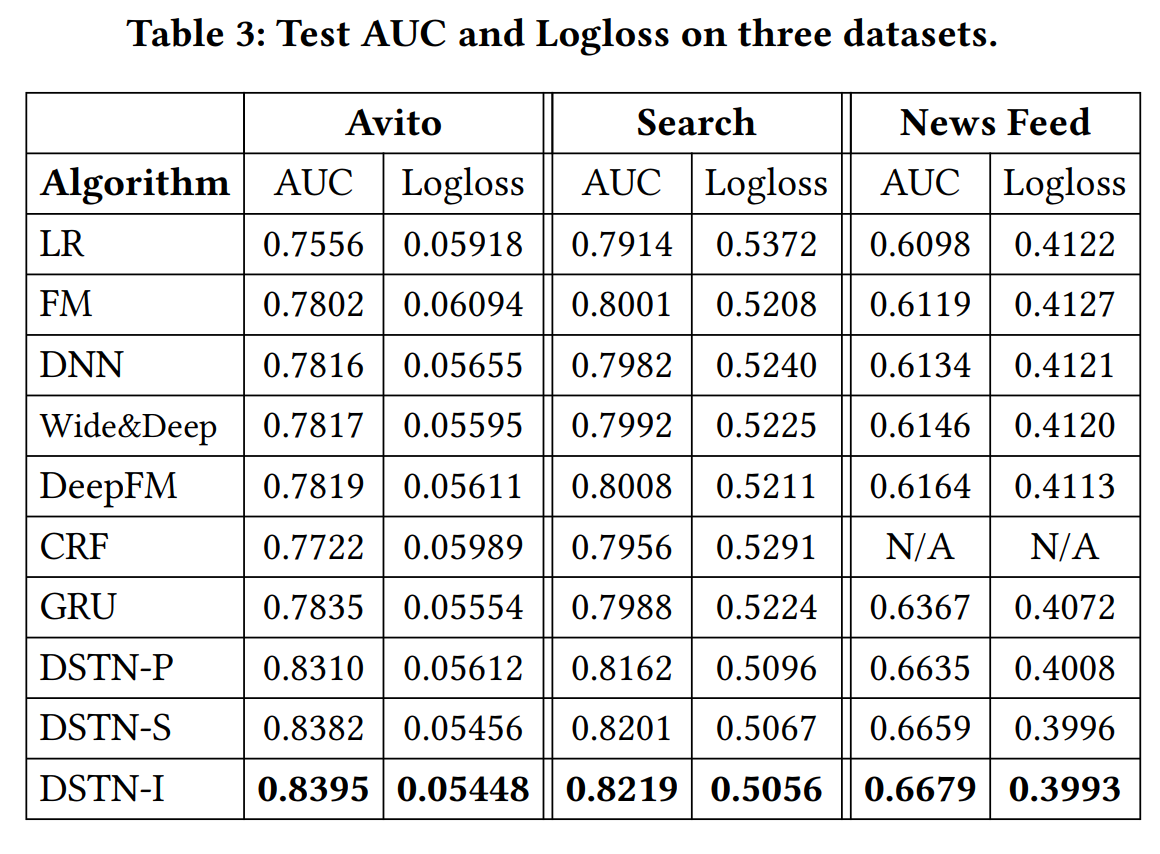 Table 3: Test AUC and Logloss on three datasets.
Avito Search News Feed
Algorithm AUC Logloss AUC Logloss AUC Logloss
LR 0.7556 0.05918 0.7914 0.5372 0.6098 0.4122
FM 0.7802 0.06094 0.8001 0.5208 0.6119 0.4127
DNN 0.7816 0.05655 0.7982 0.5240 0.6134 0.4121
Wide&Deep 0.7817 0.05595 0.7992 0.5225 0.6146 0.4120
DeepFM 0.7819 0.05611 0.8008 0.5211 0.6164 0.4113
CRF 0.7722 0.05989 0.7956 0.5291 N/A N/A
GRU 0.7835 0.05554 0.7988 0.5224 0.6367 0.4072
DSTN-P 0.8310 0.05612 0.8162 0.5096 0.6635 0.4008
DSTN-S 0.8382 0.05456 0.8201 0.5067 0.6659 0.3996
DSTN-I 0.8395 0.05448 0.8219 0.5056 0.6679 0.3993